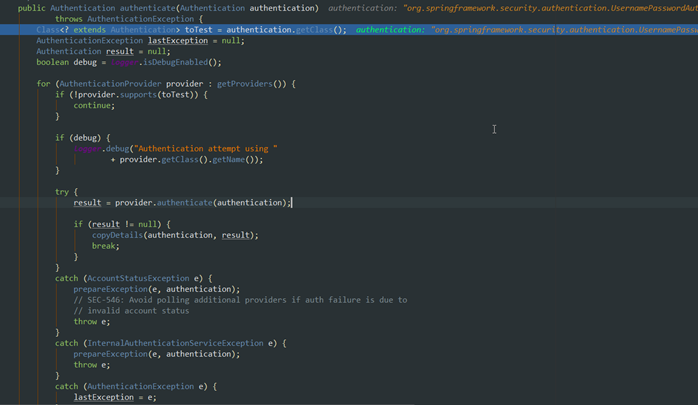 public Authentication authenticate(Authentication authentication)  authentication: "org.springframework.security.authentication.UsernamePasswordAut
throws AuthenticationException {
Class<? extends Authentication> toTest = authentication.getClass();  authentication: "org.springframework.security.authentication.UsernamePassw
AuthenticationException lastException = null;
Authentication result = null;
boolean debug = logger.isDebugEnabled();
for (AuthenticationProvider provider : getProviders()) {
if (!provider.supports(toTest)) {
continue;
}
if (debug) {
logger.debug("Authentication attempt using "
+ provider.getClass().getName());
}
try {
result = provider.authenticate(authentication);
if (result != null) {
copyDetails(authentication, result);
break;
}
}
catch (AccountStatusException e) {
prepareException(e, authentication);
// SEC-546: Avoid polling additional providers if auth failure is due to
// invalid account status
throw e;
}
catch (InternalAuthenticationServiceException e) {
prepareException(e, authentication);
throw e;
}
catch (AuthenticationException e) {
lastException = e;